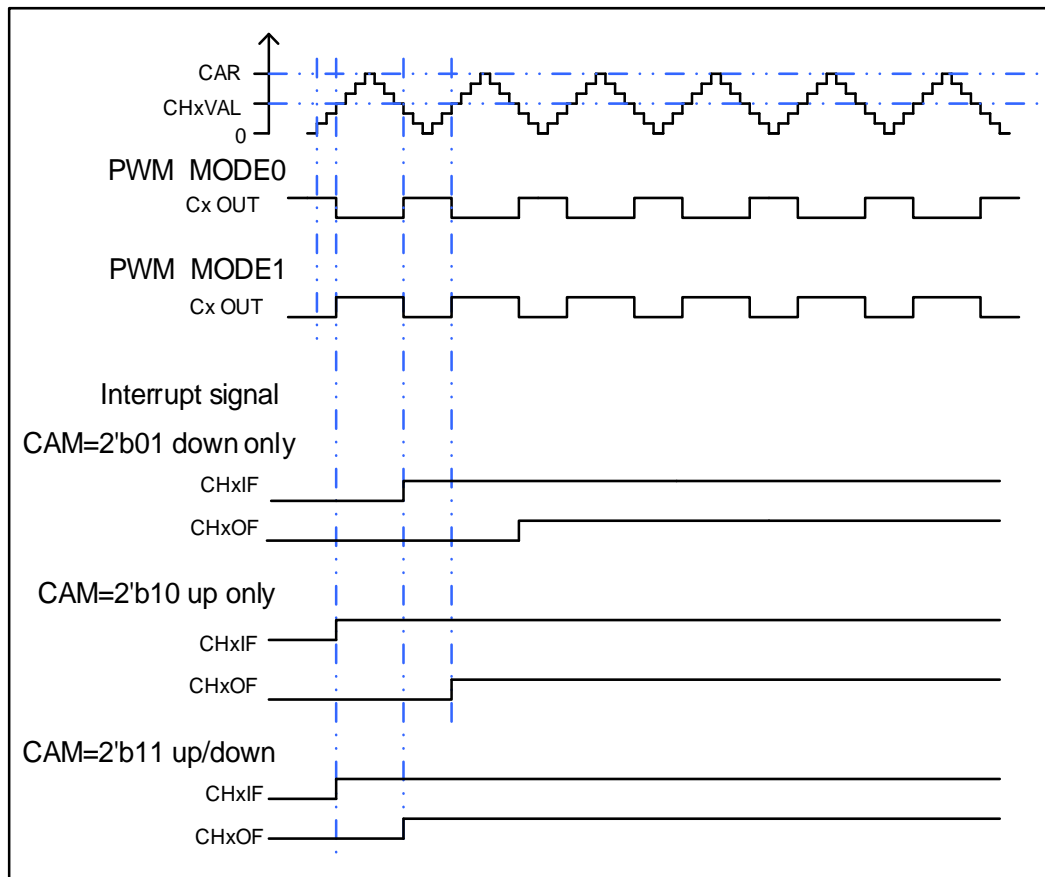 CAR
CHxVAL
0
PWM MODE0
Cx OUT
PWM MODE1
Cx OUT
Interrupt signal
CAM=2'b01 down only
CHxIF
CHxOF
CAM=2'b10 up only
CHxIF
CHxOF
CAM=2'b11 up/down
CHxIF
CHxOF